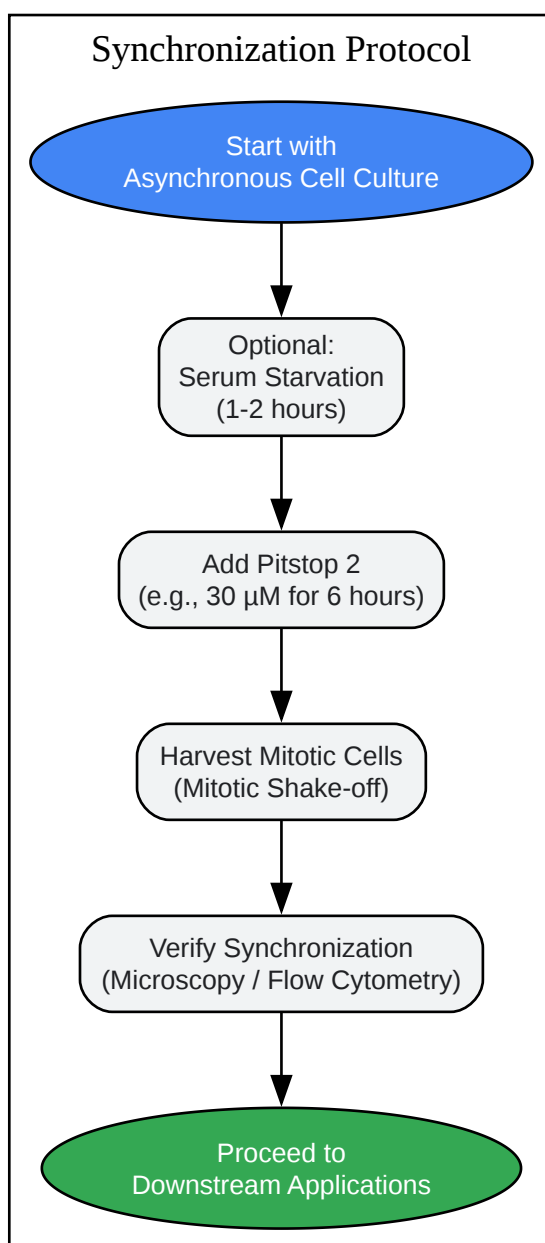 Synchronization Protocol
Start with
Asynchronous Cell Culture
Optional:
Serum Starvation
(1-2 hours)
Add Pitstop 2
(e.g., 30 µM for 6 hours)
Harvest Mitotic Cells
(Mitotic Shake-off)
Verify Synchronization
(Microscopy / Flow Cytometry)
Proceed to
Downstream Applications